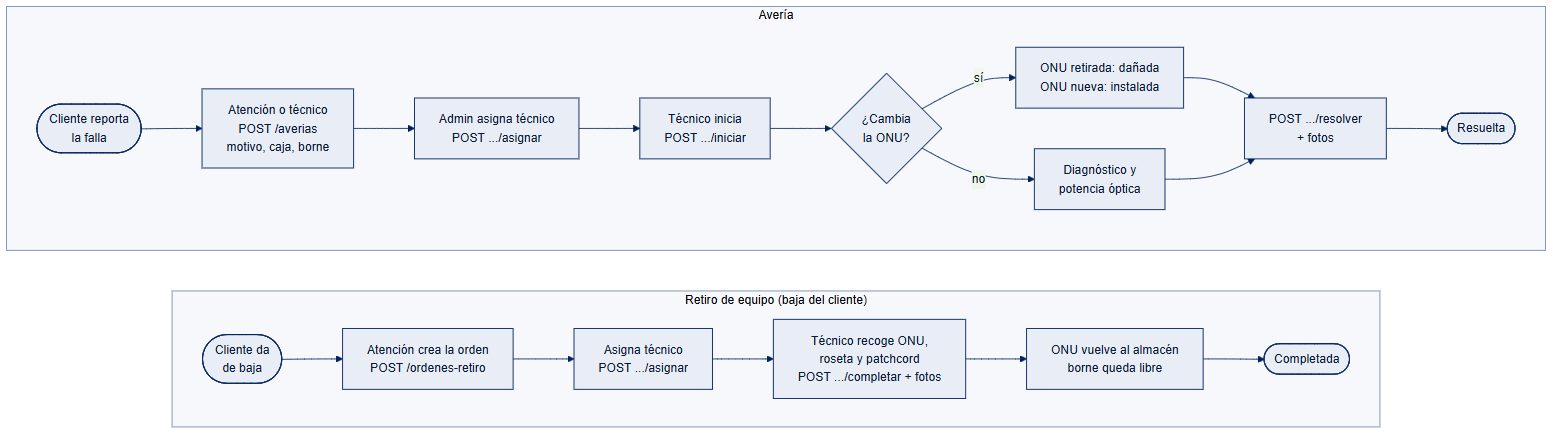 Avería
Cliente reporta
la falla
Atención o técnico
POST /averias
motivo, caja, borne
Admin asigna técnico
POST .../asignar
Técnico inicia
POST .../iniciar
¿Cambia
la ONU?
sí
no
ONU retirada: dañada
ONU nueva: instalada
Diagnóstico y
potencia óptica
POST .../resolver
+ fotos
Resuelta
Retiro de equipo (baja del cliente)
Cliente da
de baja
Atención crea la orden
POST /ordenes-retiro
Asigna técnico
POST .../asignar
Técnico recoge ONU,
roseta y patchcord
POST .../completar + fotos
ONU vuelve al almacén
borne queda libre
Completada